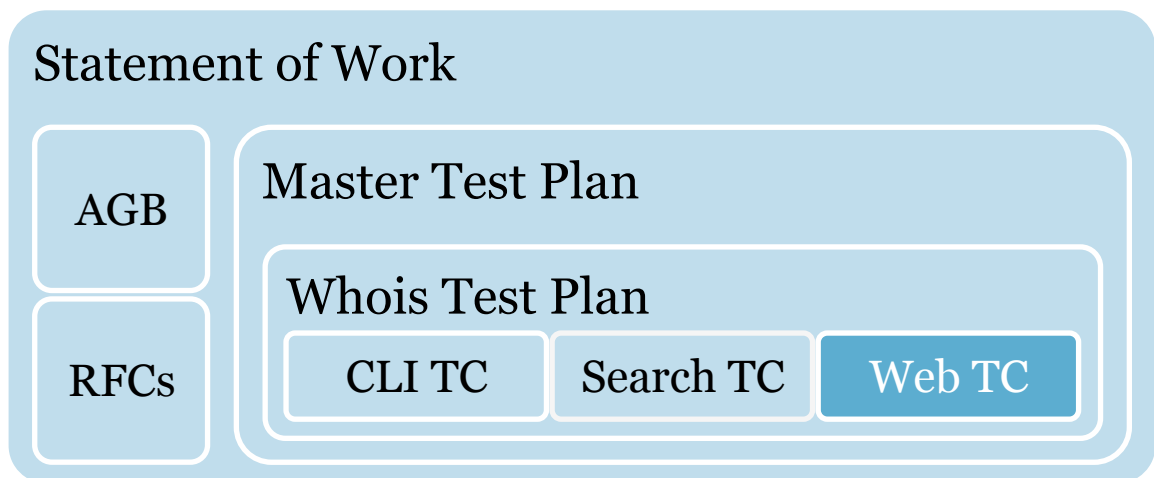 Statement of Work
AGB
RFCs
Master Test Plan
Whois Test Plan
CLI TC
Search TC
Web TC